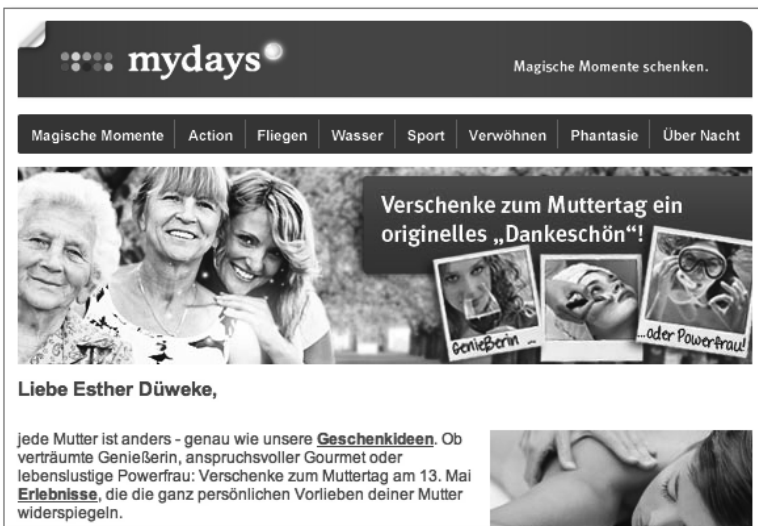 mydays
Magische Momente schenken.
Magische Momente Action Fliegen Wasser Sport Verwöhnen Phantasie Über Nacht
Verschenke zum Muttertag ein
originelles „Dankeschön“!
Genießerin ...
...oder Powerfrau!
Liebe Esther Düweke,
jede Mutter ist anders - genau wie unsere Geschenkideen. Ob
verträumte Genießerin, anspruchsvoller Gourmet oder
lebenslustige Powerfrau: Verschenke zum Muttertag am 13. Mai
Erlebnisse, die die ganz persönlichen Vorlieben deiner Mutter
widerspiegeln.